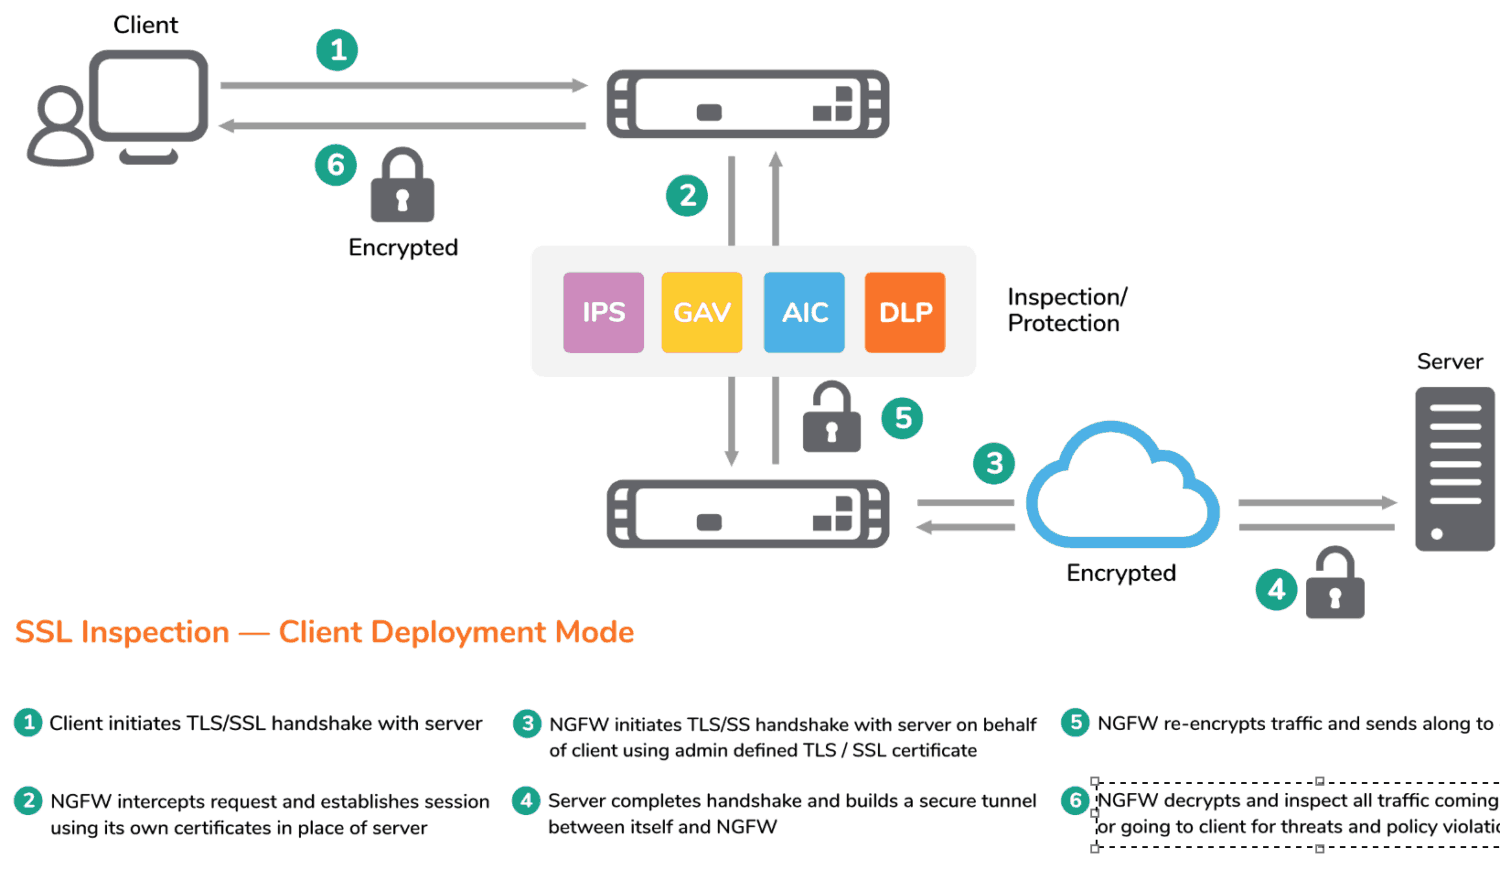 Client
1
6
Encrypted
2
IPS GAV AIC DLP
Inspection/
Protection
5
3
Encrypted
Server
4
SSL Inspection — Client Deployment Mode
1 Client initiates TLS/SSL handshake with server
2 NGFW intercepts request and establishes session
using its own certificates in place of server
3 NGFW initiates TLS/SS handshake with server on behalf
of client using admin defined TLS / SSL certificate
4 Server completes handshake and builds a secure tunnel
between itself and NGFW
5 NGFW re-encrypts traffic and sends along to
6 NGFW decrypts and inspect all traffic coming
or going to client for threats and policy